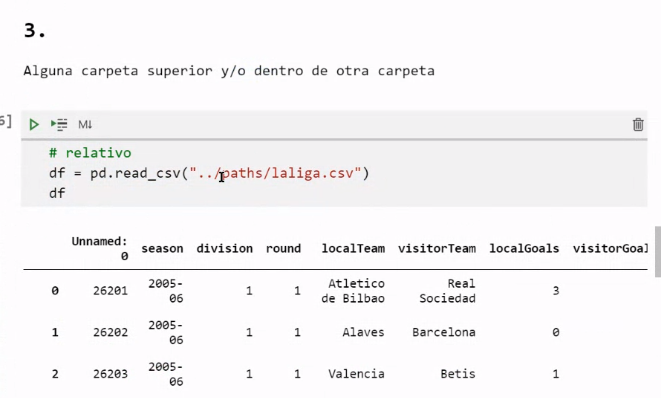 3.
Alguna carpeta superior y/o dentro de otra carpeta
6]
M↓
# relativo
df = pd.read_csv("../paths/laliga.csv")
df
Unnamed: 0 season division round localTeam visitorTeam localGoals visitorGoal
0 26201 2005-06 1 1 Atletico de Bilbao Real Sociedad 3
1 26202 2005-06 1 1 Alaves Barcelona 0
2 26203 2005-06 1 1 Valencia Betis 1